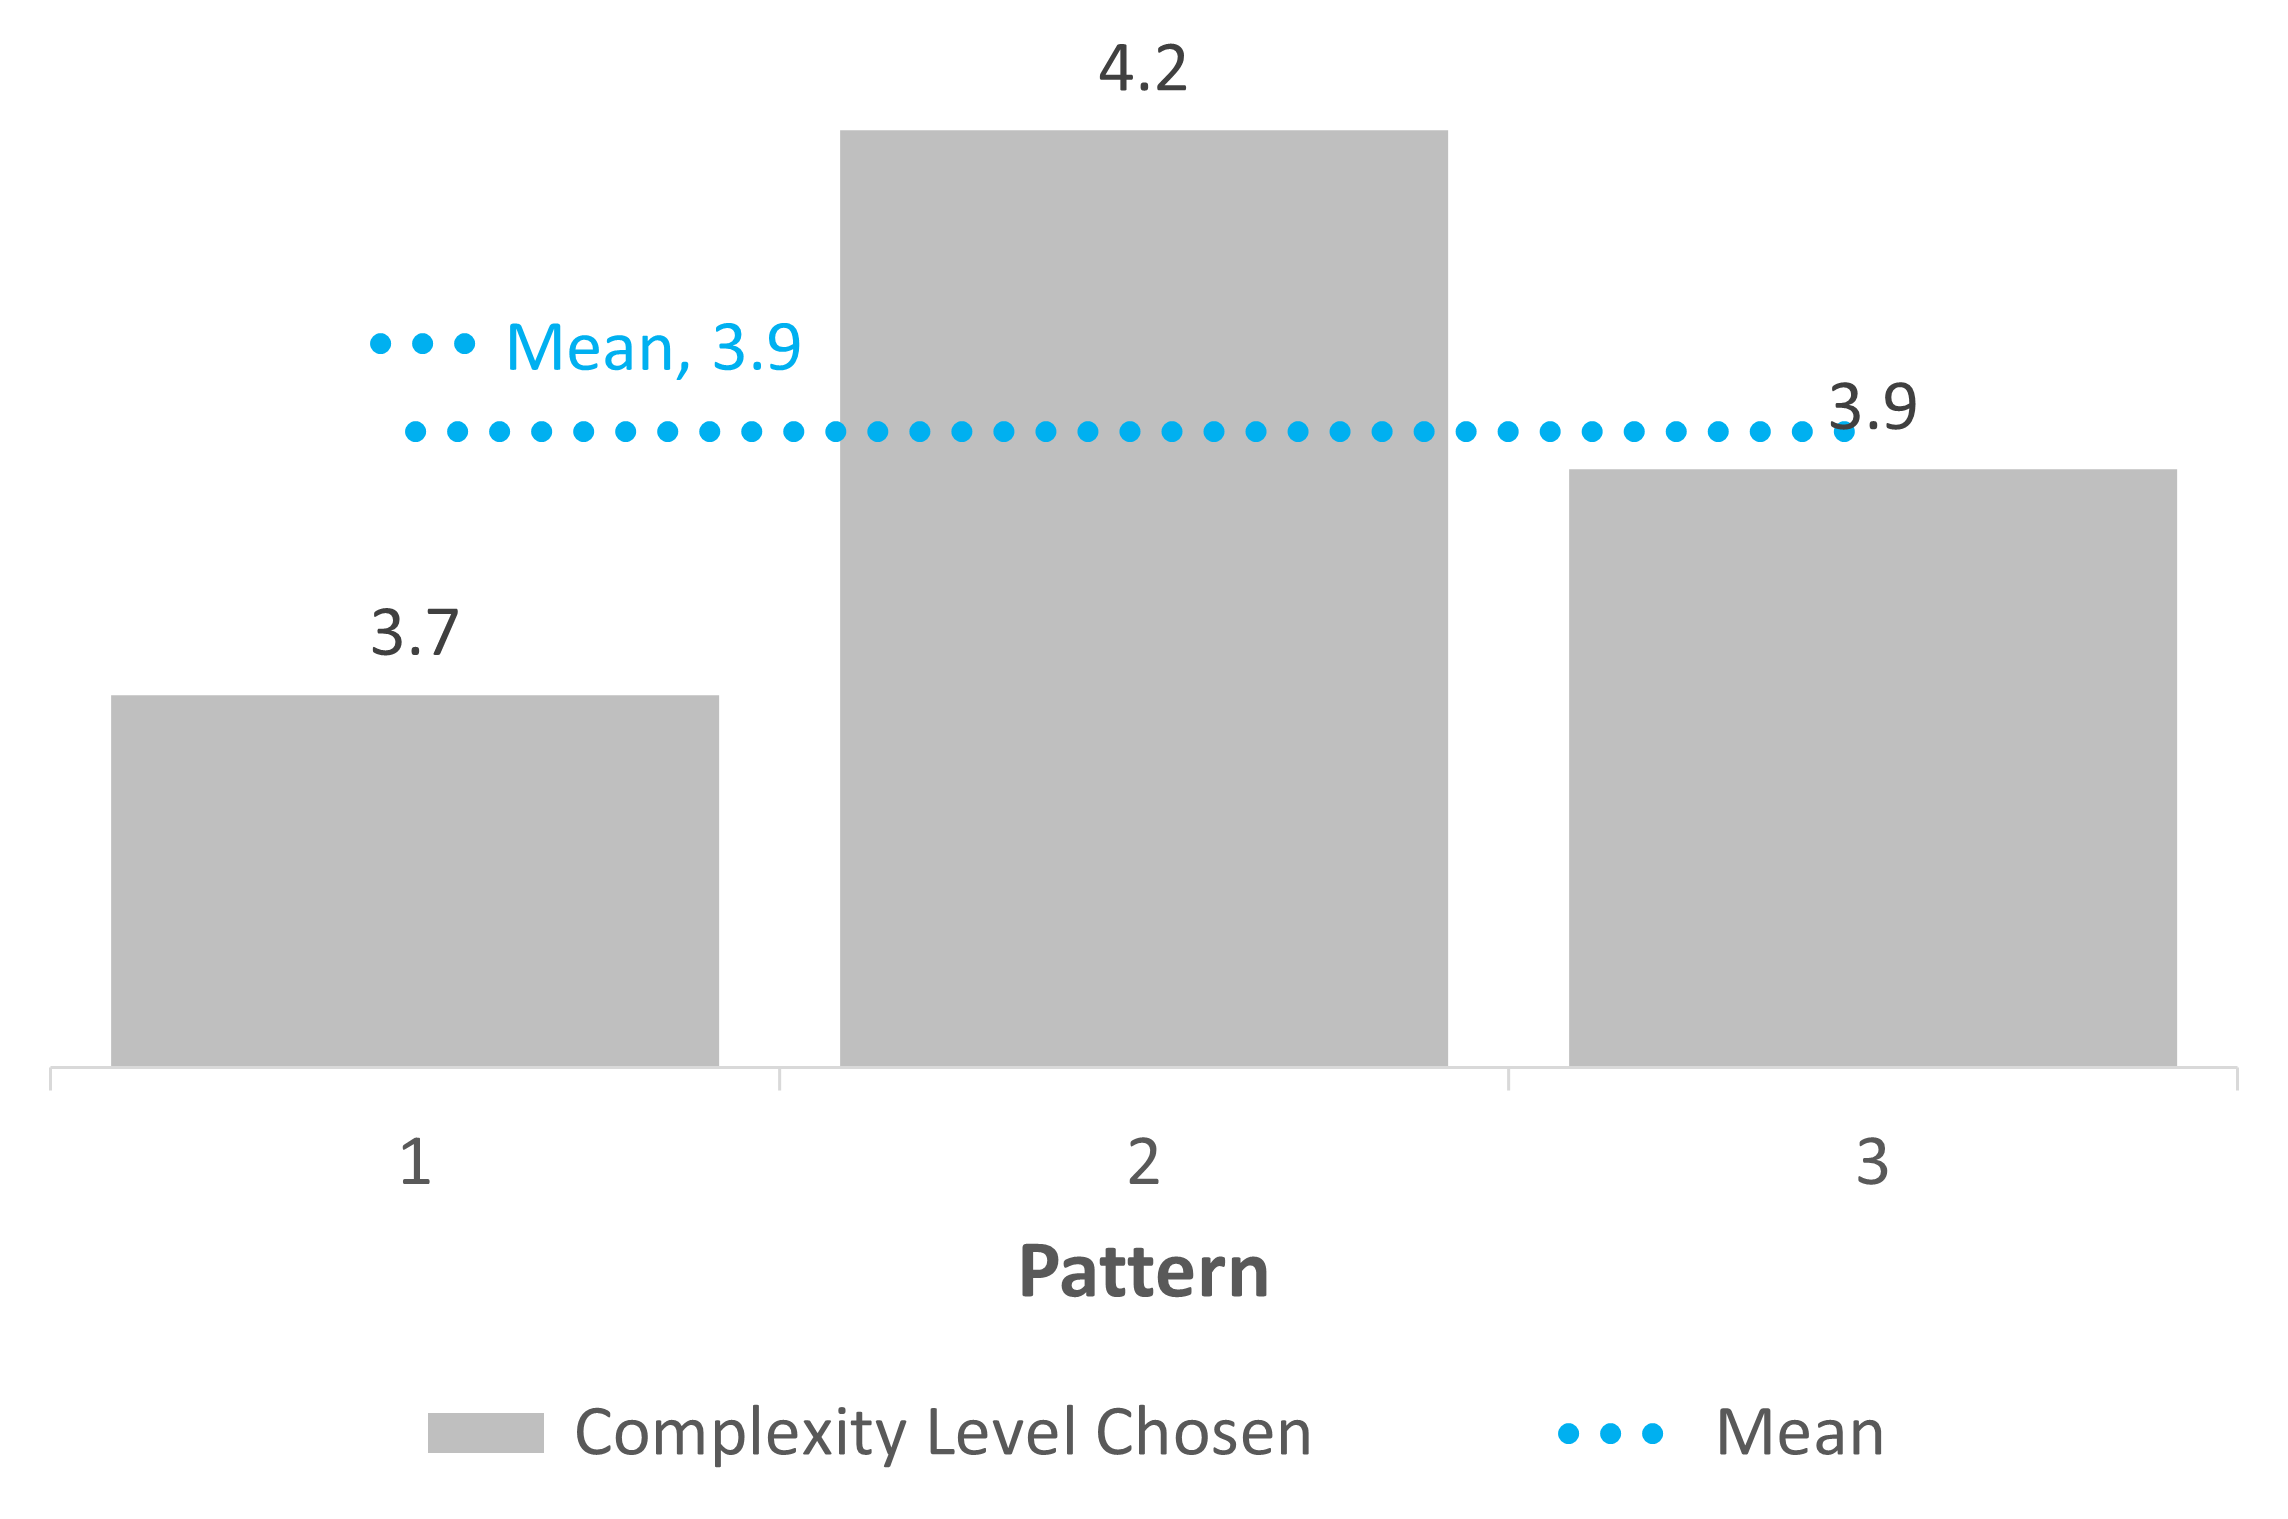 4.2
Mean, 3.9
3.9
3.7
1 2 3
Pattern
Complexity Level Chosen Mean